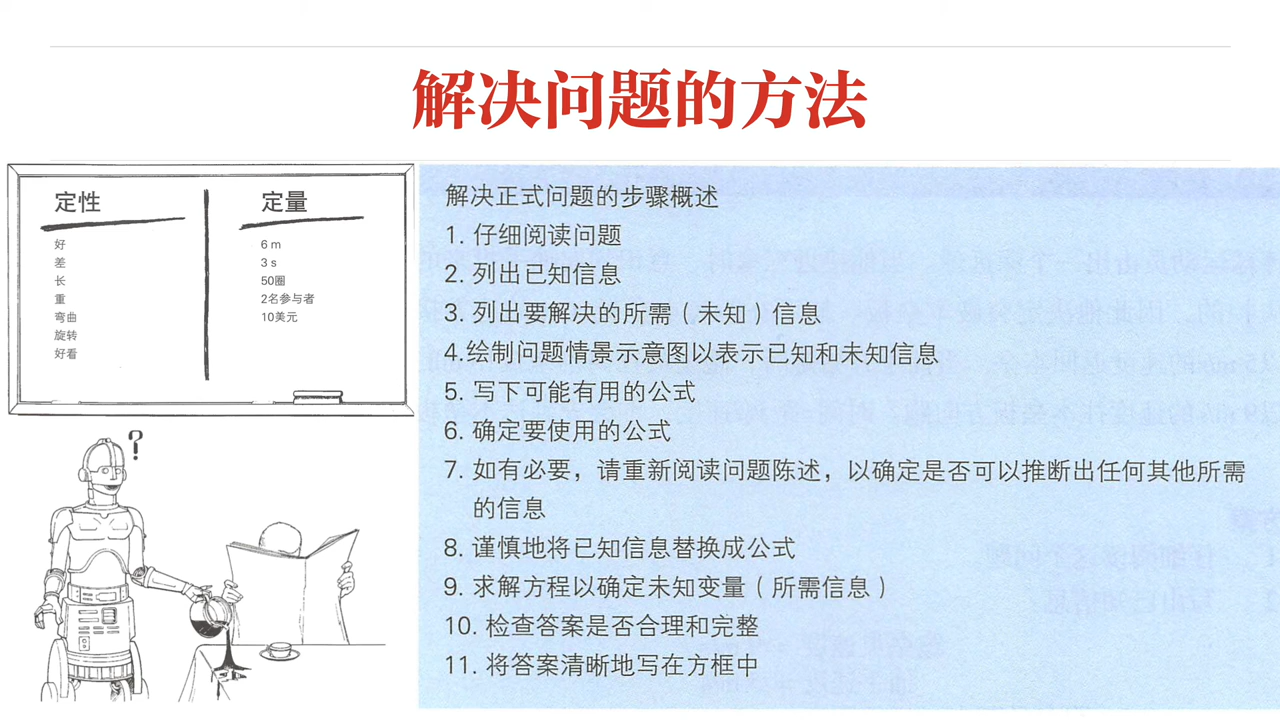 解决问题的方法
定性
好
差
长
重
弯曲
旋转
好看
定量
6 m
3 s
50圈
2名参与者
10美元
?
解决正式问题的步骤概述
1. 仔细阅读问题
2. 列出已知信息
3. 列出要解决的所需（未知）信息
4.绘制问题情景示意图以表示已知和未知信息
5. 写下可能有用的公式
6. 确定要使用的公式
7. 如有必要，请重新阅读问题陈述，以确定是否可以推断出任何其他所需
的信息
8. 谨慎地将已知信息替换成公式
9. 求解方程以确定未知变量（所需信息）
10. 检查答案是否合理和完整
11. 将答案清晰地写在方框中